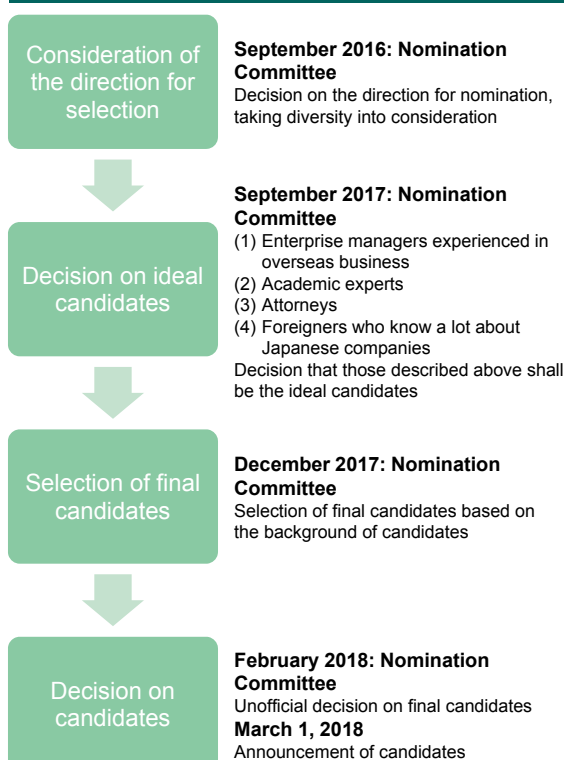 Consideration of
the direction for
selection
September 2016: Nomination
Committee
Decision on the direction for nomination,
taking diversity into consideration
Decision on ideal
candidates
September 2017: Nomination
Committee
(1) Enterprise managers experienced in
overseas business
(2) Academic experts
(3) Attorneys
(4) Foreigners who know a lot about
Japanese companies
Decision that those described above shall
be the ideal candidates
Selection of final
candidates
December 2017: Nomination
Committee
Selection of final candidates based on
the background of candidates
Decision on
candidates
February 2018: Nomination
Committee
Unofficial decision on final candidates
March 1, 2018
Announcement of candidates